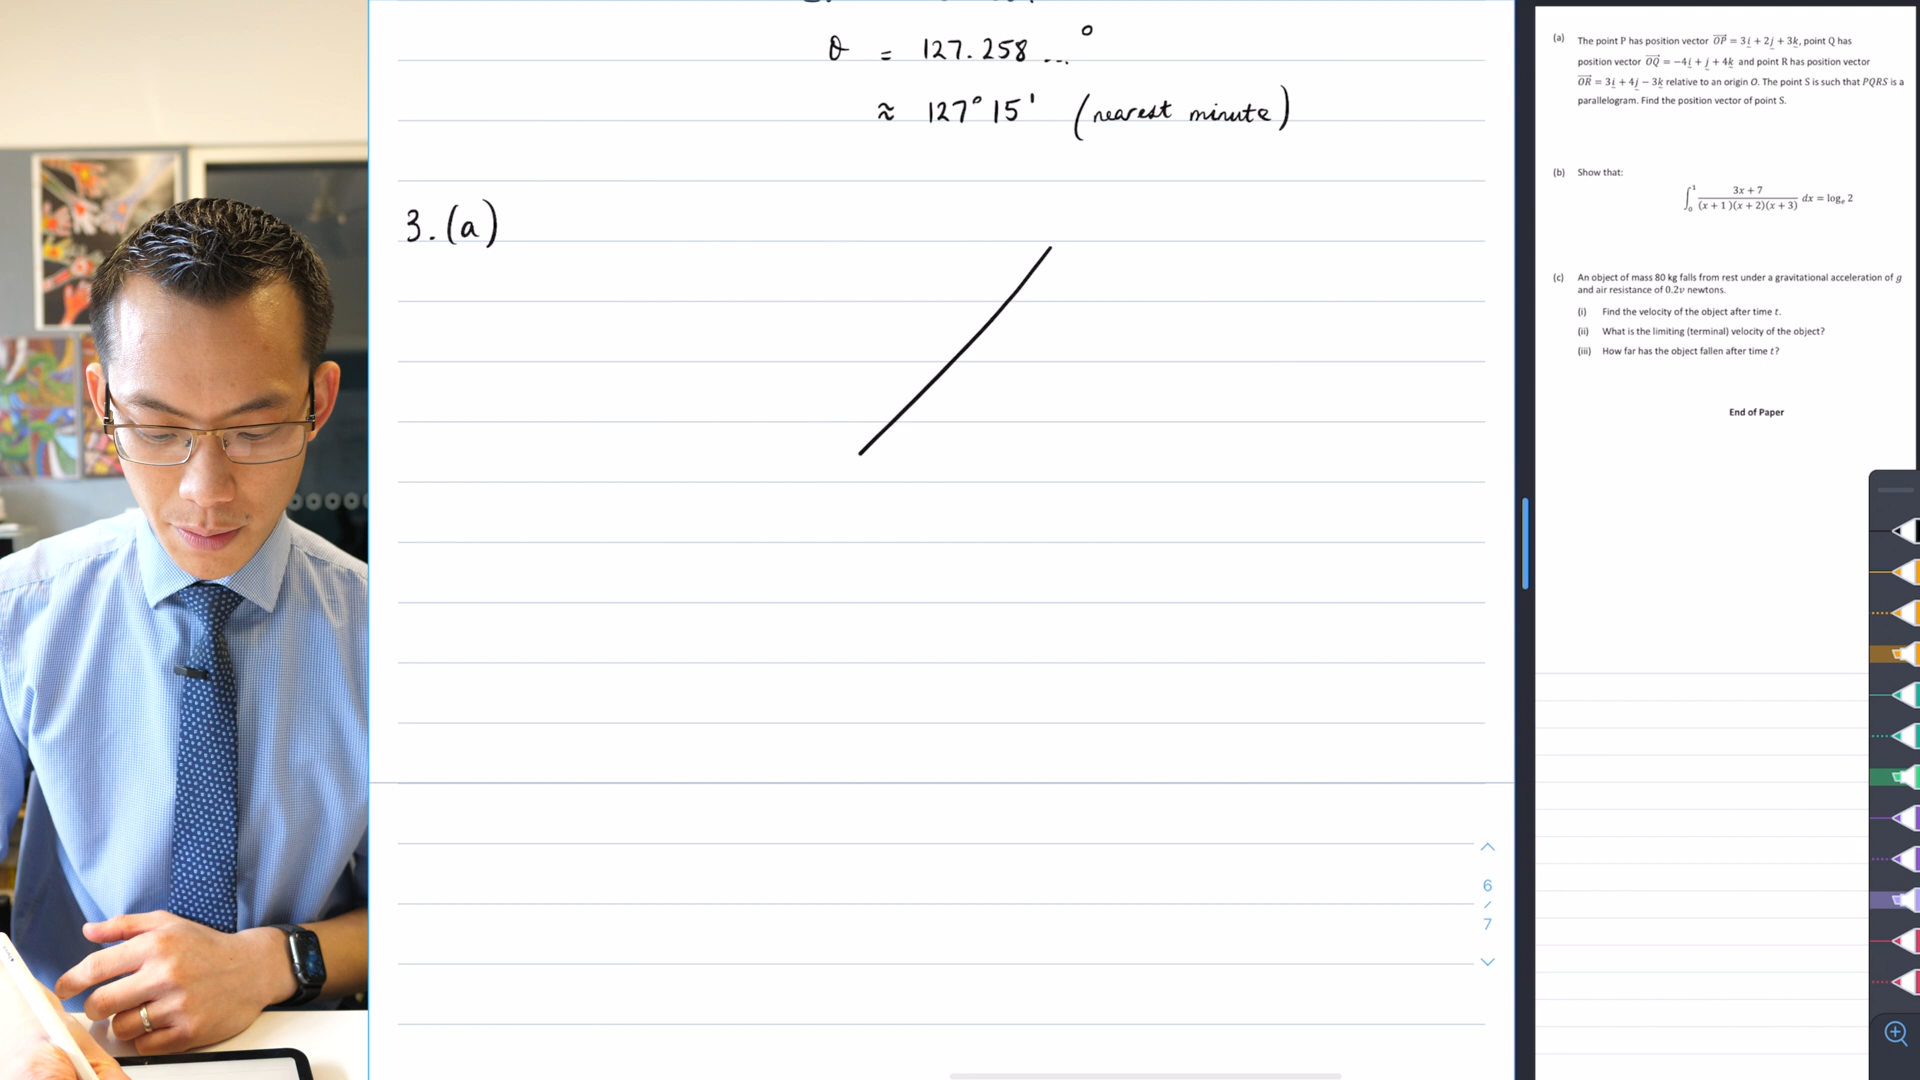 θ = 127.258 ...°
≈ 127° 15' (nearest minute)
3. (a)
6
/
7
(a) The point P has position vector OP = 3i + 2j + 3k, point Q has
position vector OQ = −4i + j + 4k and point R has position vector
OR = 3i + 4j − 3k relative to an origin O. The point S is such that PQRS is a
parallelogram. Find the position vector of point S.
(b) Show that:
∫₀¹ (3x + 7)/((x + 1)(x + 2)(x + 3)) dx = logₑ 2
(c) An object of mass 80 kg falls from rest under a gravitational acceleration of g
and air resistance of 0.2v newtons.
(i) Find the velocity of the object after time t.
(ii) What is the limiting (terminal) velocity of the object?
(iii) How far has the object fallen after time t?
End of Paper